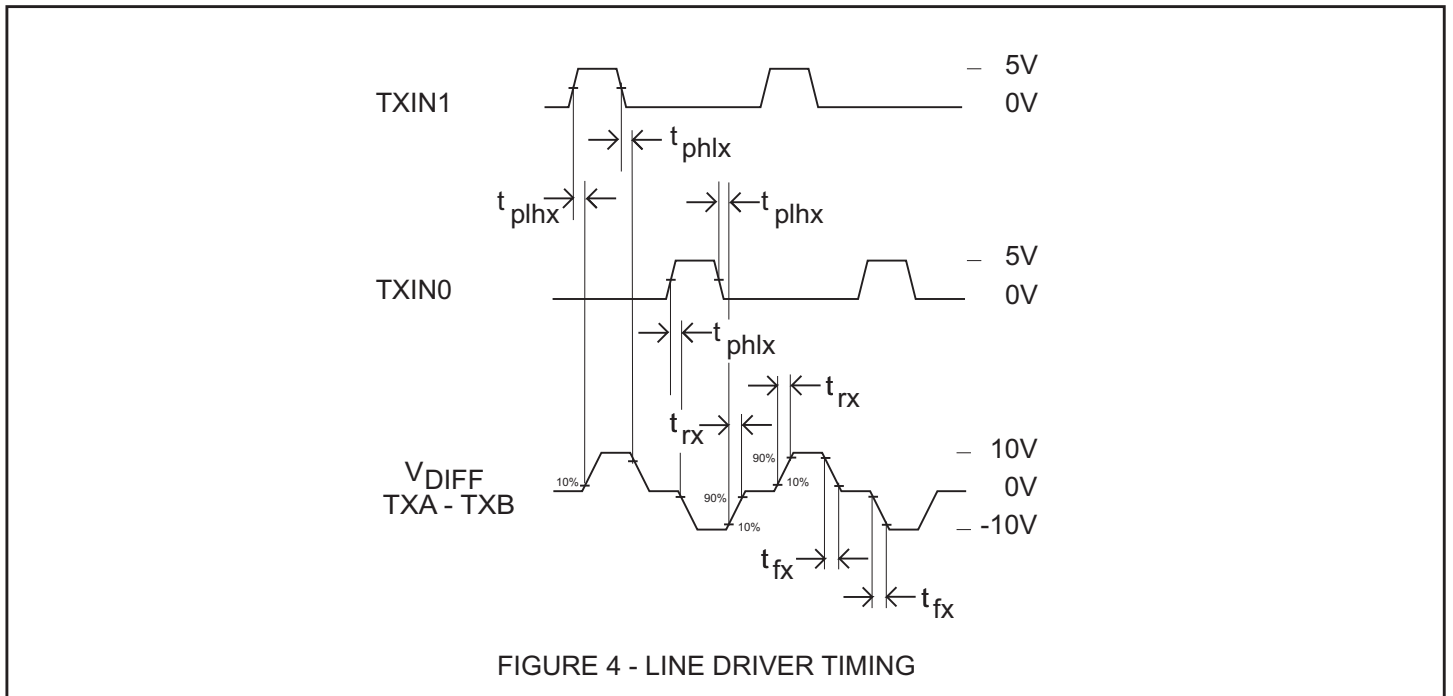 5V
TXIN1
0V
t phlx
t plhx
t plhx
5V
TXIN0
0V
t phlx
t rx
t rx
10V
90%
VDIFF
10%
10%
0V
TXA - TXB
90%
10%
-10V
t fx
t fx
FIGURE 4 - LINE DRIVER TIMING